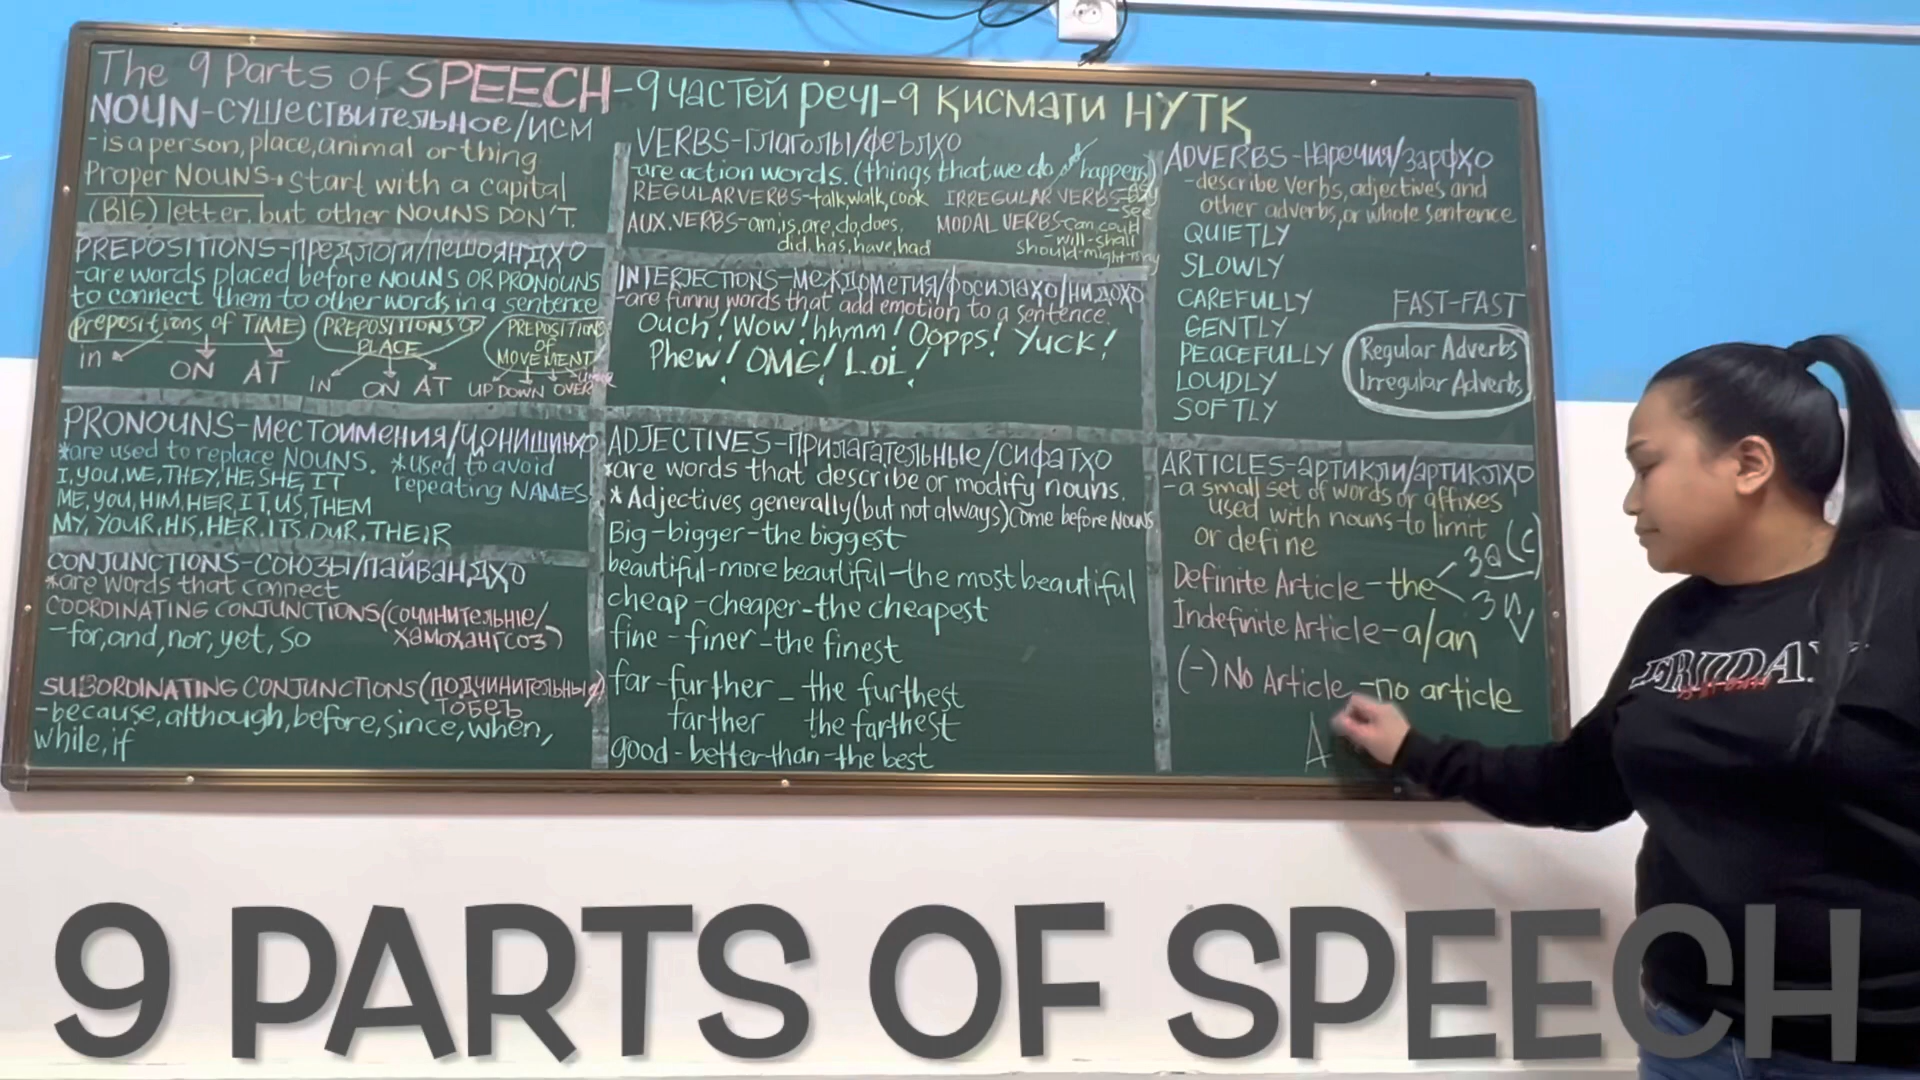 The 9 Parts of SPEECH-9 частей речи-9 қисмати НУТҚ
NOUN-СУЩЕСТВИТЕЛЬНОЕ/ИСМ
-is a person, place, animal or thing
Proper NOUNS. start with a capital
(BIG) letter, but other NOUNS DON'T.
PREPOSITIONS-предлоги/пешояндҳо
-are words placed before NOUNS OR PRONOUNS
to connect them to other words in a sentence
Prepositions of TIME
in ON AT
PREPOSITIONS OF
PLACE
IN ON AT
PREPOSITIONS
of
MOVEMENT
UP DOWN OVER
PRONOUNS-местоимения/ҷонишинҳо
*are used to replace NOUNS. *used to avoid
repeating NAMES
I, you, WE, THEY, HE, SHE, IT
ME, you, HIM, HER, IT, US, THEM
MY, YOUR, HIS, HER, ITS, OUR, THEIR
CONJUNCTIONS-СОЮЗЫ/пайвандҳо
*are words that connect
COORDINATING CONJUNCTIONS(сочинительные/
ҳамоҳангсоз)
-for, and, nor, yet, so
SUBORDINATING CONJUNCTIONS(подчинительные)
тобеъ
-because, although, before, since, when,
while, if
VERBS-глаголы/феълҳо
-are action words. (things that we do happens)
REGULAR VERBS-talk, walk, cook
IRREGULAR VERBS-buy
-see
AUX. VERBS-am, is, are, do, does,
did, has, have, had
MODAL VERBS-can, could
-will-shall
should-might
INTERJECTIONS-междометия/
-are funny words that add emotion to a sentence.
Ouch! Wow! hhmm! Oopps! Yuck!
Phew! OMG! LoL!
ADJECTIVES-прилагательные/сифатҳо
*are words that describe or modify nouns.
*Adjectives generally (but not always) come before Nouns
Big-bigger-the biggest
beautiful-more beautiful-the most beautiful
cheap-cheaper-the cheapest
fine-finer-the finest
far-further-the furthest
farther the farthest
good-better than-the best
ADVERBS-наречия/зарфҳо
-describe verbs, adjectives and
other adverbs, or whole sentence
QUIETLY
SLOWLY
CAREFULLY
GENTLY
PEACEFULLY
LOUDLY
SOFTLY
FAST-FAST
Regular Adverbs
Irregular Adverbs
ARTICLES-артикли/артиклҳо
-a small set of words or affixes
used with nouns-to limit
or define
Definite Article-the
за (С)
зи
V
Indefinite Article-a/an
(-) No Article-no article
A
FRIDAY
9 PARTS OF SPEECH